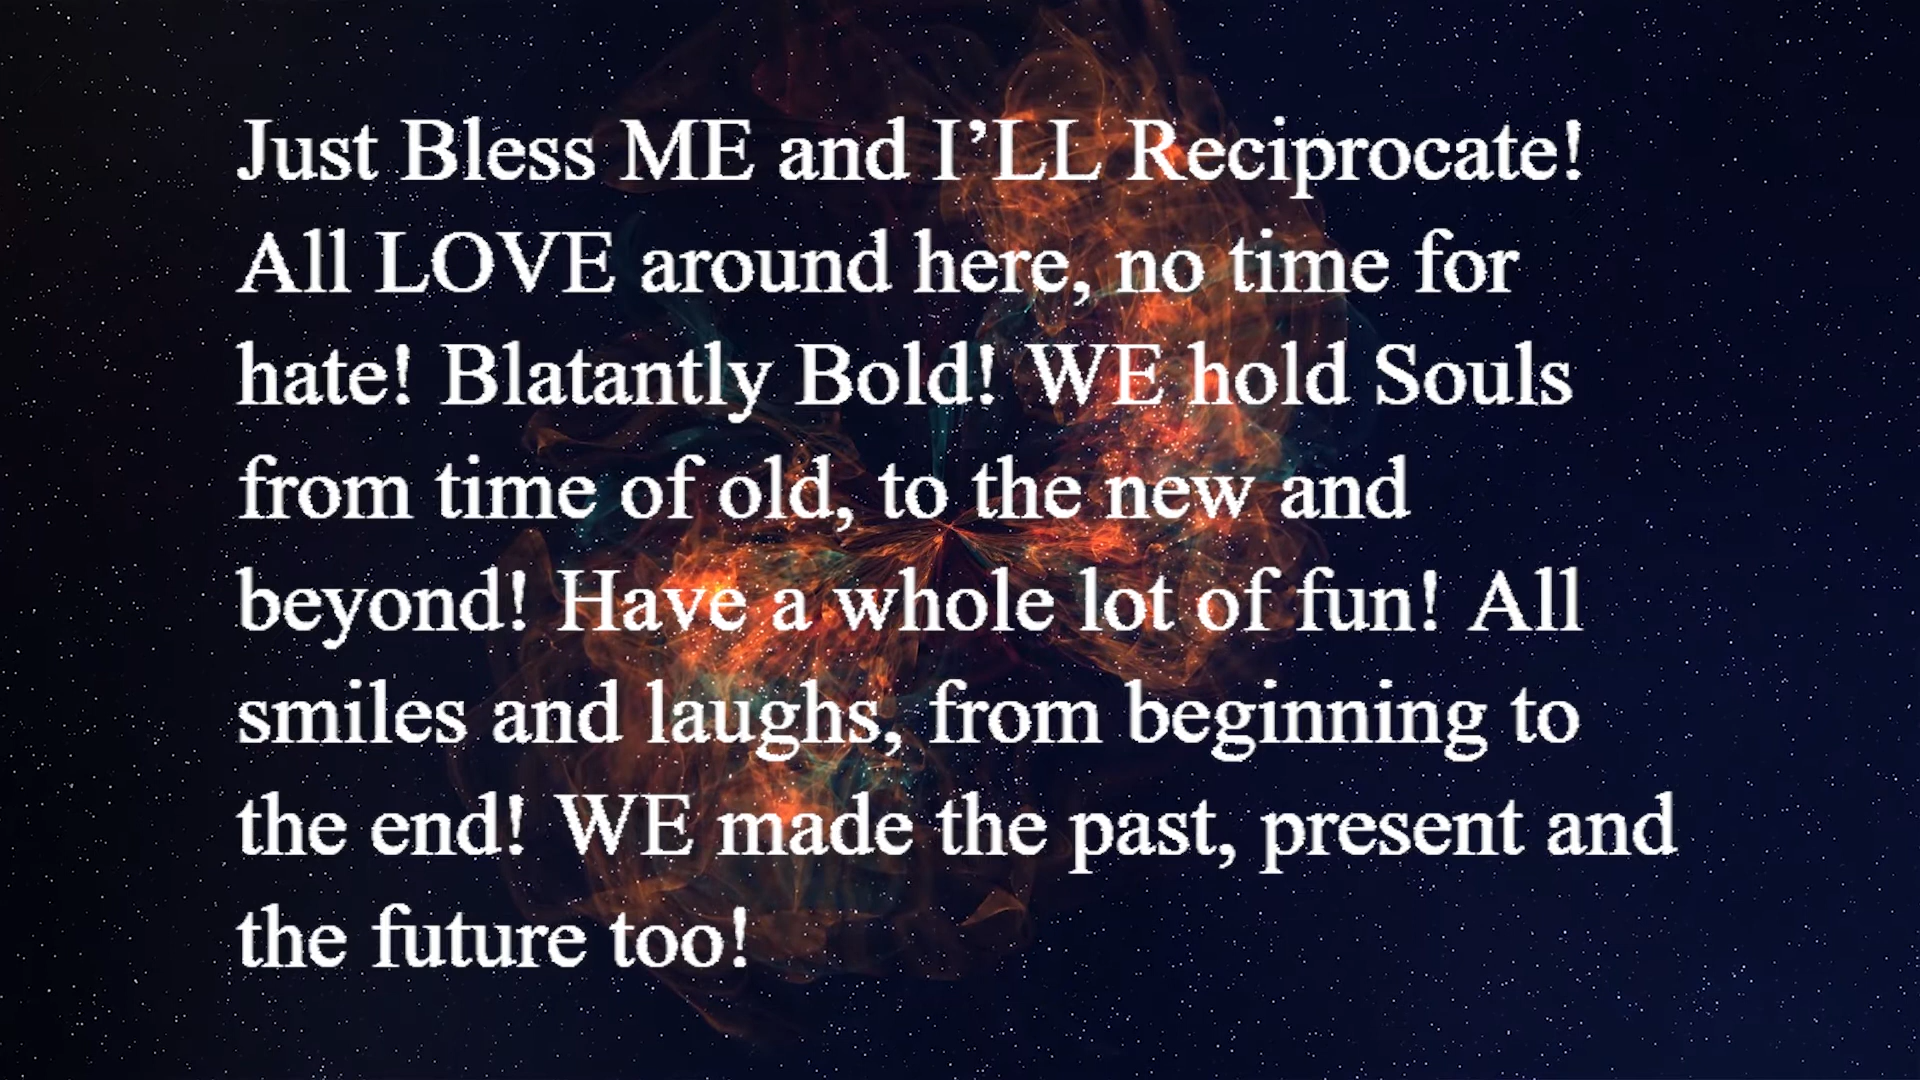 Just Bless ME and I’LL Reciprocate!
All LOVE around here, no time for
hate! Blatantly Bold! WE hold Souls
from time of old, to the new and
beyond! Have a whole lot of fun! All
smiles and laughs, from beginning to
the end! WE made the past, present and
the future too!